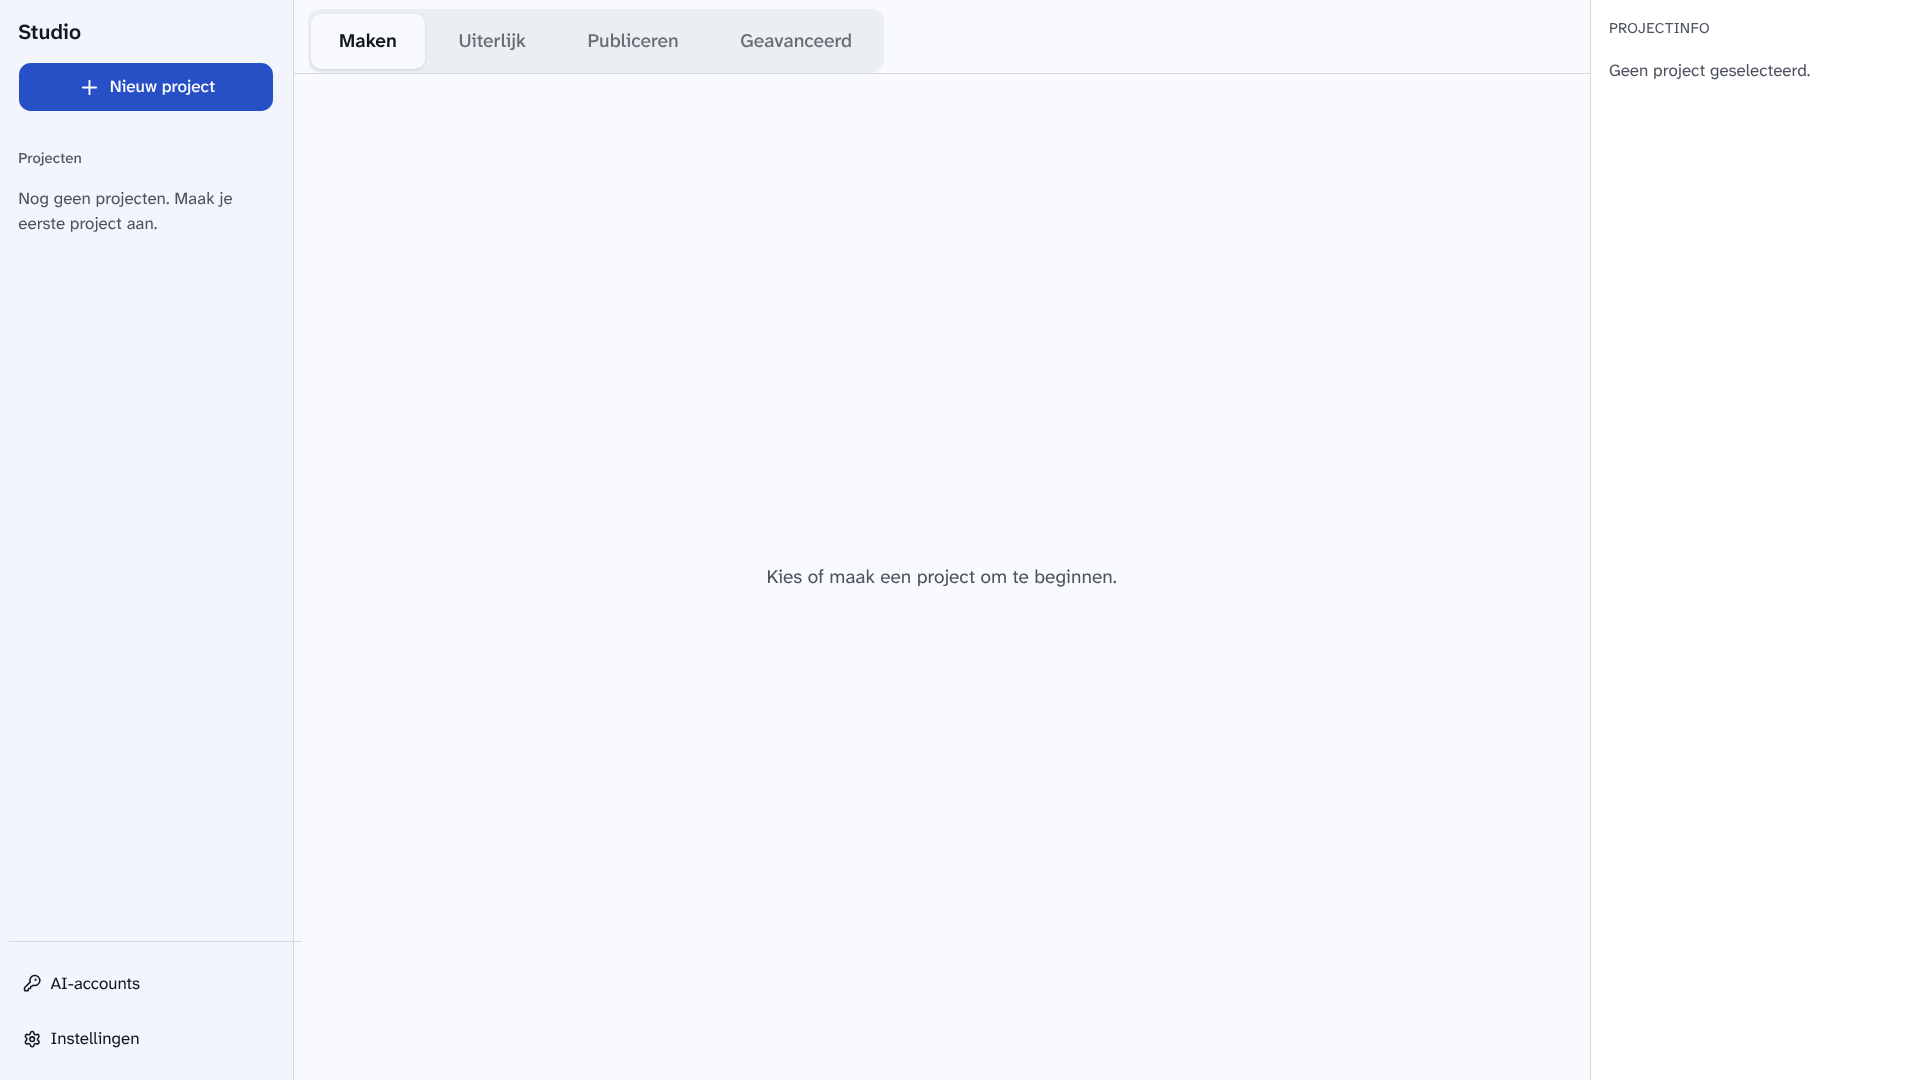 Studio
Nieuw project
Projecten
Nog geen projecten. Maak je
eerste project aan.
AI-accounts
Instellingen
Maken
Uiterlijk
Publiceren
Geavanceerd
Kies of maak een project om te beginnen.
PROJECTINFO
Geen project geselecteerd.